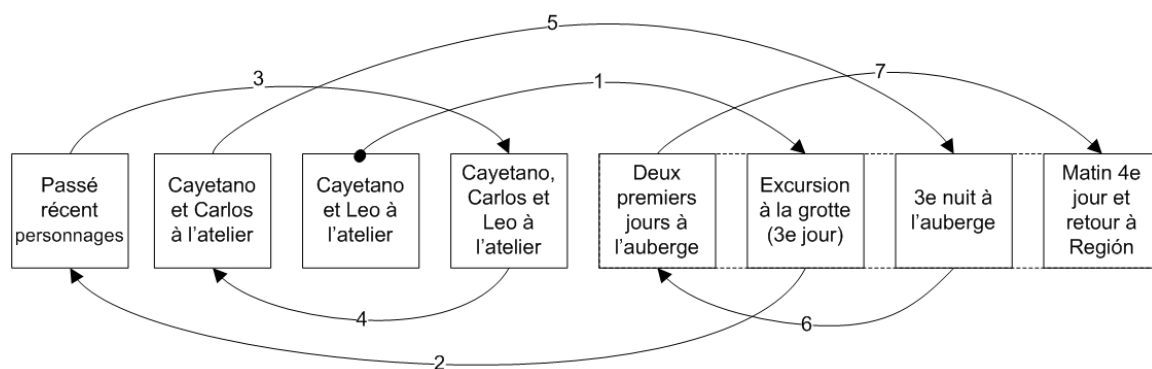 5
3
1
7
Passé
récent
personnages
Cayetano
et Carlos
à l'atelier
Cayetano
et Leo à
l'atelier
Cayetano,
Carlos et
Leo à
l'atelier
Deux
premiers
jours à
l'auberge
Excursion
à la grotte
(3e jour)
3e nuit à
l'auberge
Matin 4e
jour et
retour à
Región
4
6
2